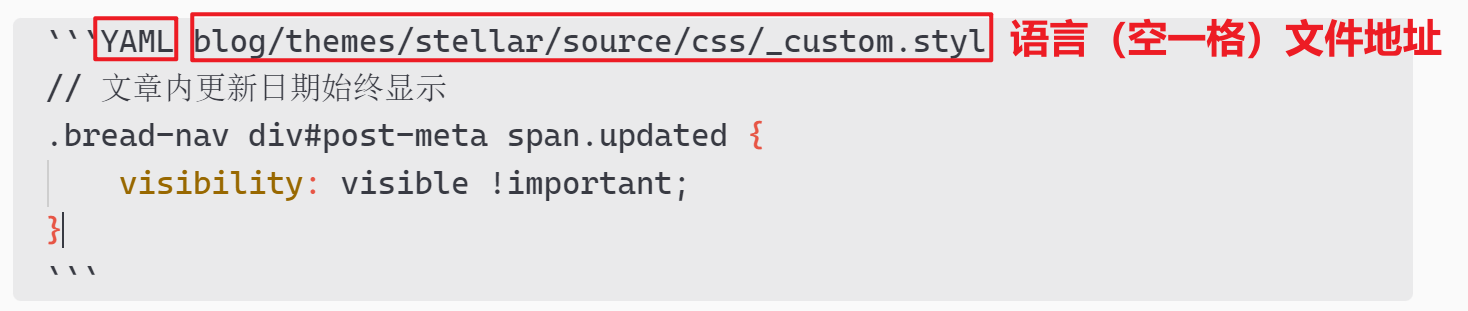 ```YAML blog/themes/stellar/source/css/_custom.styl 语言（空一格）文件地址
// 文章内更新日期始终显示
.bread-nav div#post-meta span.updated {
    visibility: visible !important;
}
```